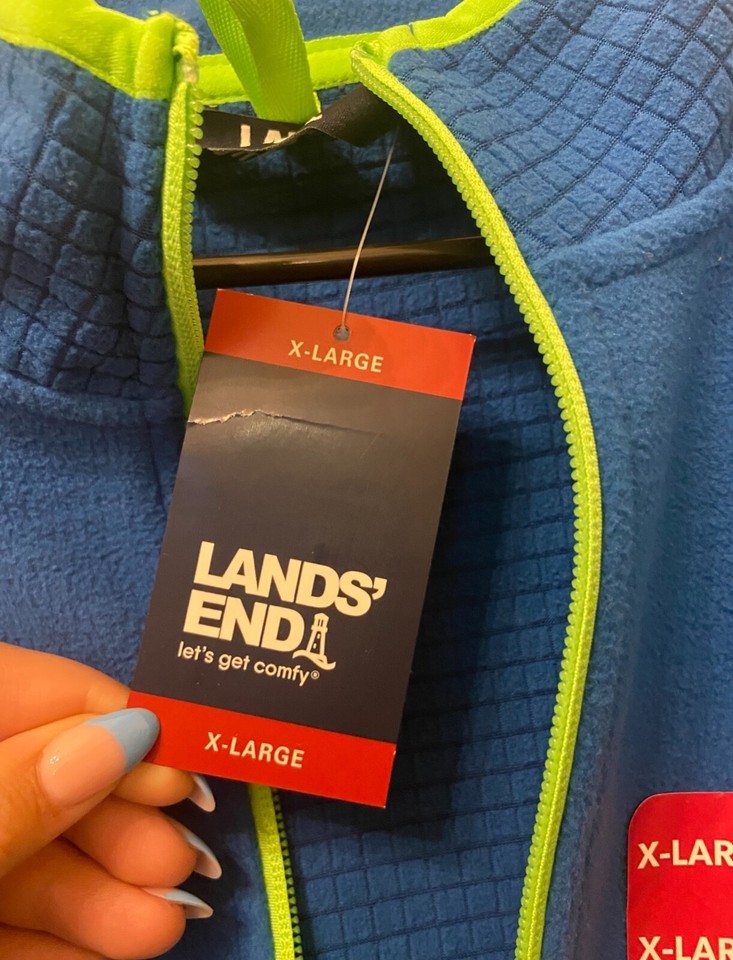 X-LARGE
LANDS'
END
let's get comfy®
X-LARGE
X-LAR
X-LAR